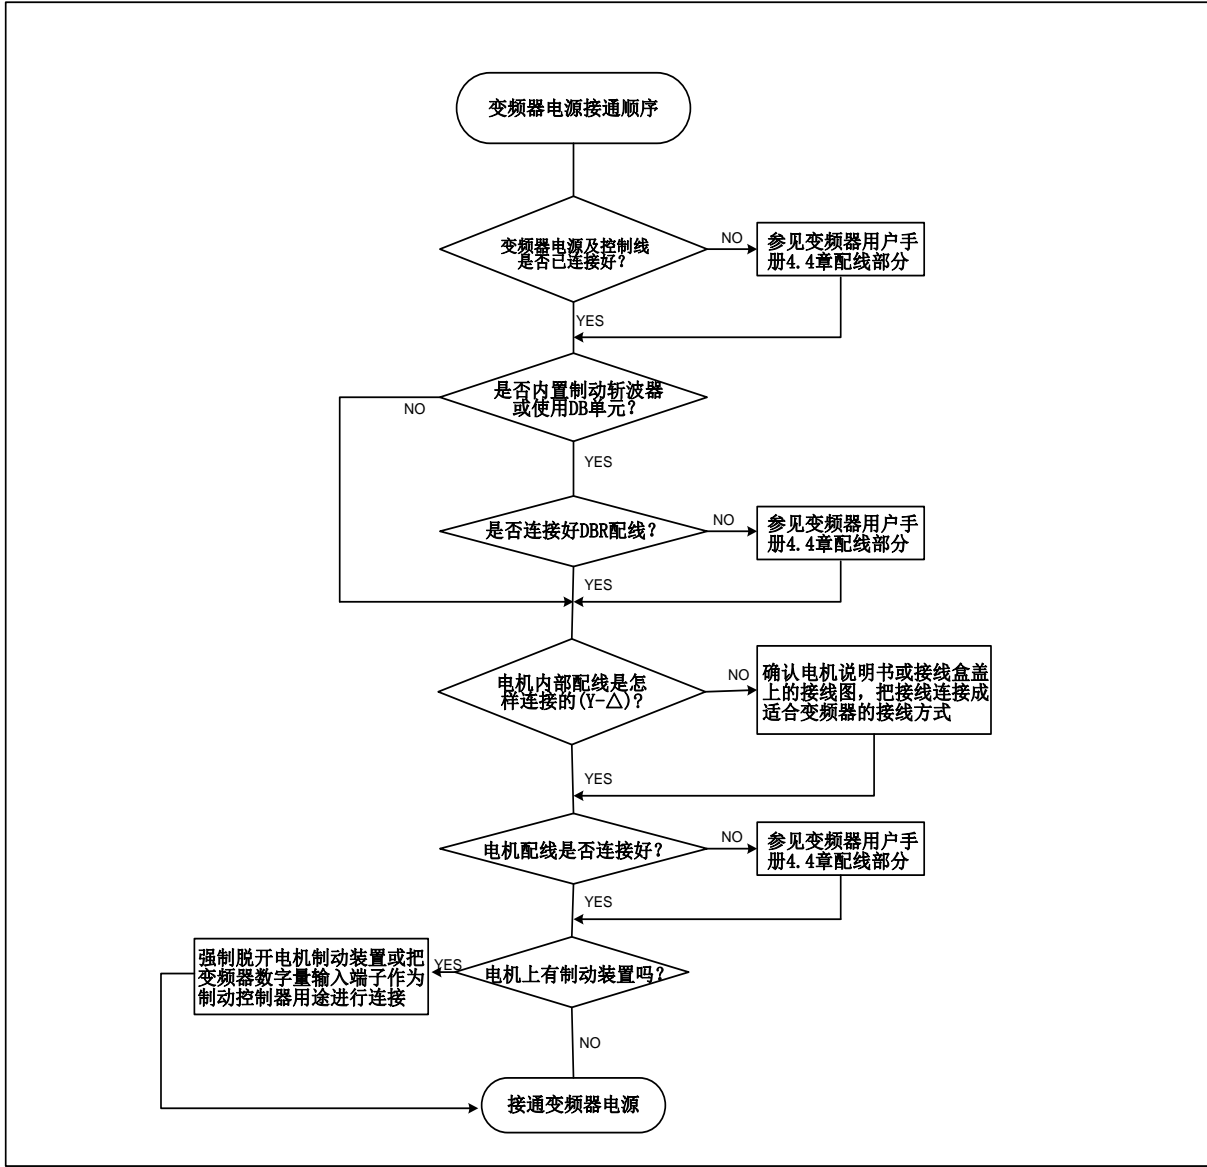 变频器电源接通顺序
变频器电源及控制线
是否已连接好？
NO
参见变频器用户手
册4.4章配线部分
YES
是否内置制动斩波器
或使用DB单元？
NO
YES
是否连接好DBR配线？
NO
参见变频器用户手
册4.4章配线部分
YES
电机内部配线是怎
样连接的(Y-△)？
NO
确认电机说明书或接线盒盖
上的接线图，把接线连接成
适合变频器的接线方式
YES
电机配线是否连接好？
NO
参见变频器用户手
册4.4章配线部分
YES
电机上有制动装置吗？
YES
强制脱开电机制动装置或把
变频器数字量输入端子作为
制动控制器用途进行连接
NO
接通变频器电源